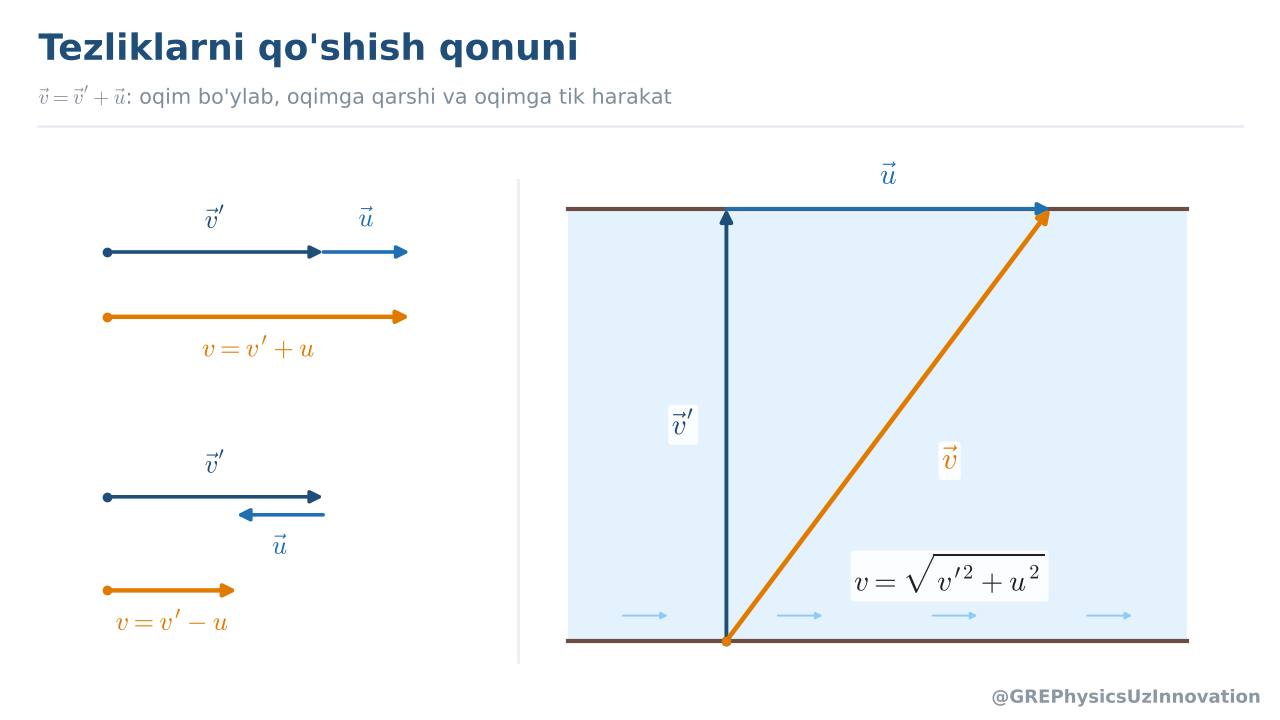 Tezliklarni qo'shish qonuni
v⃗ = v⃗′ + u⃗: oqim bo'ylab, oqimga qarshi va oqimga tik harakat
v⃗′
u⃗
v = v′ + u
v⃗′
u⃗
v = v′ − u
u⃗
v⃗′
v⃗
v = √(v′² + u²)
@GREPhysicsUzInnovation